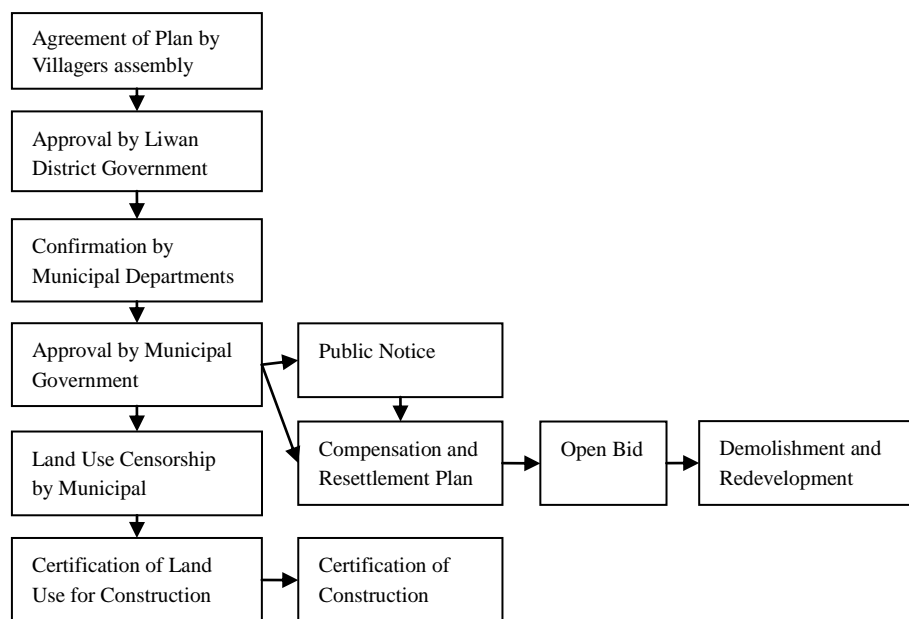 Agreement of Plan by
Villagers assembly
Approval by Liwan
District Government
Confirmation by
Municipal Departments
Approval by Municipal
Government
Public Notice
Land Use Censorship
by Municipal
Compensation and
Resettlement Plan
Open Bid
Demolishment and
Redevelopment
Certification of Land
Use for Construction
Certification of
Construction